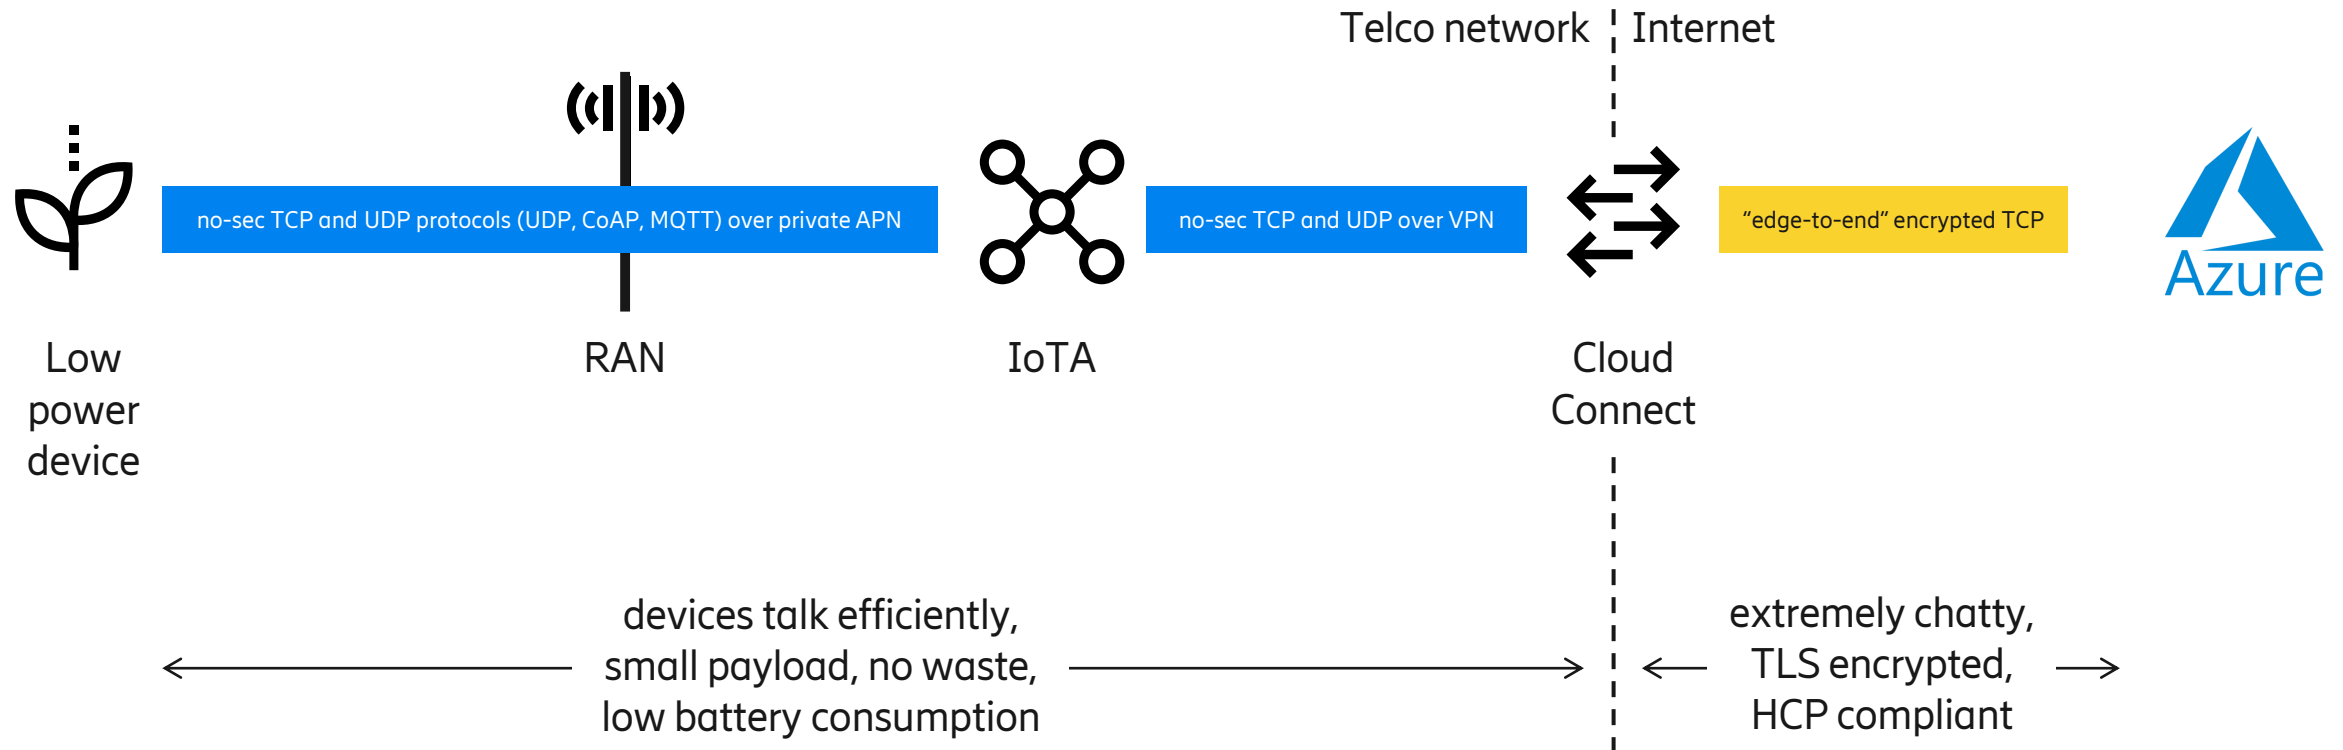 Telco network
Internet
no-sec TCP and UDP protocols (UDP, CoAP, MQTT) over private APN
no-sec TCP and UDP over VPN
“edge-to-end“ encrypted TCP
Azure
Low
power
device
RAN
IoTA
Cloud
Connect
devices talk efficiently,
small payload, no waste,
low battery consumption
extremely chatty,
TLS encrypted,
HCP compliant